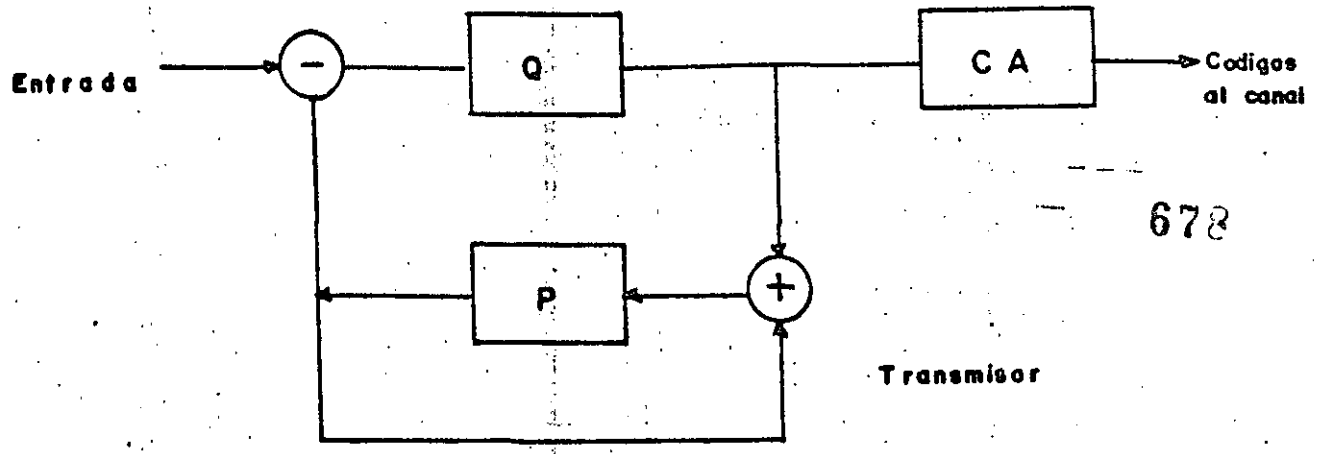 Entrada
-
Q
C A
Codigos
al canal
678
P
+
Transmisor